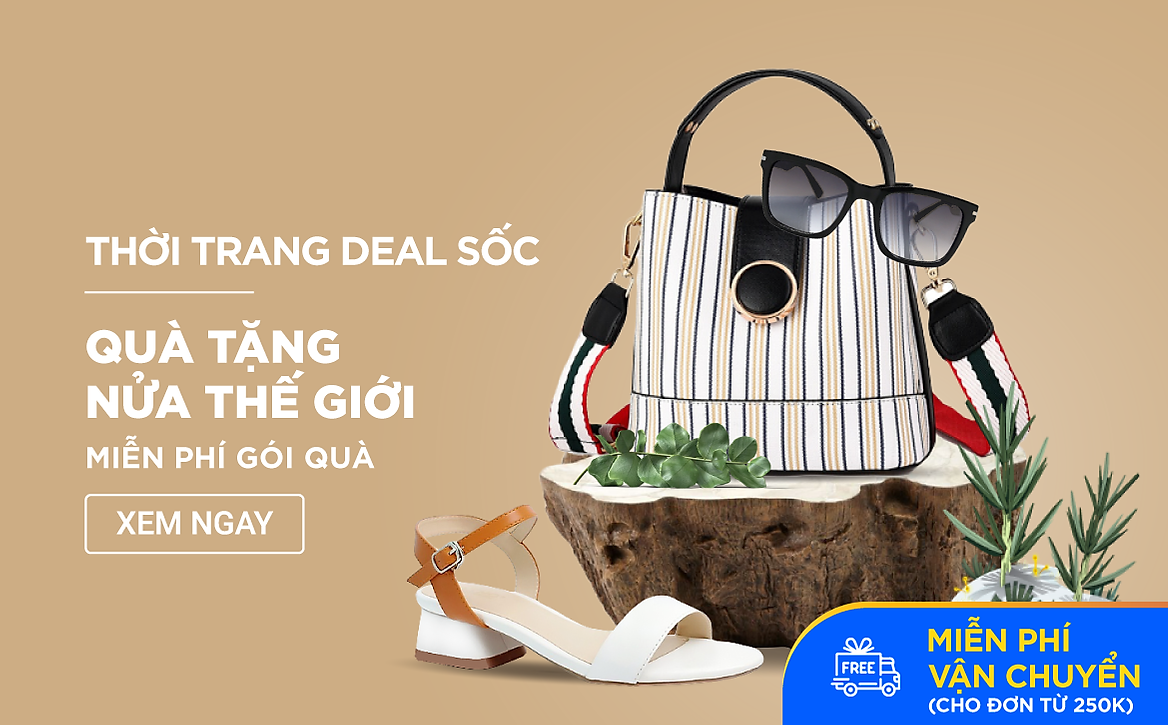 THỜI TRANG DEAL SỐC
QUÀ TẶNG
NỬA THẾ GIỚI
MIỄN PHÍ GÓI QUÀ
XEM NGAY
FREE
MIỄN PHÍ
VẬN CHUYỂN
(CHO ĐƠN TỪ 250K)